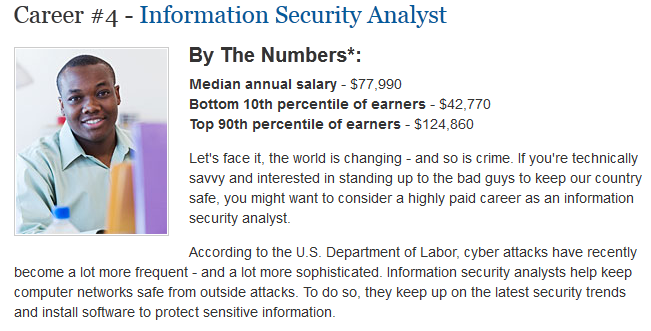 Career #4 - Information Security Analyst
By The Numbers*:
Median annual salary - $77,990
Bottom 10th percentile of earners - $42,770
Top 90th percentile of earners - $124,860
Let's face it, the world is changing - and so is crime. If you're technically
savvy and interested in standing up to the bad guys to keep our country
safe, you might want to consider a highly paid career as an information
security analyst.
According to the U.S. Department of Labor, cyber attacks have recently
become a lot more frequent - and a lot more sophisticated. Information security analysts help keep
computer networks safe from outside attacks. To do so, they keep up on the latest security trends
and install software to protect sensitive information.